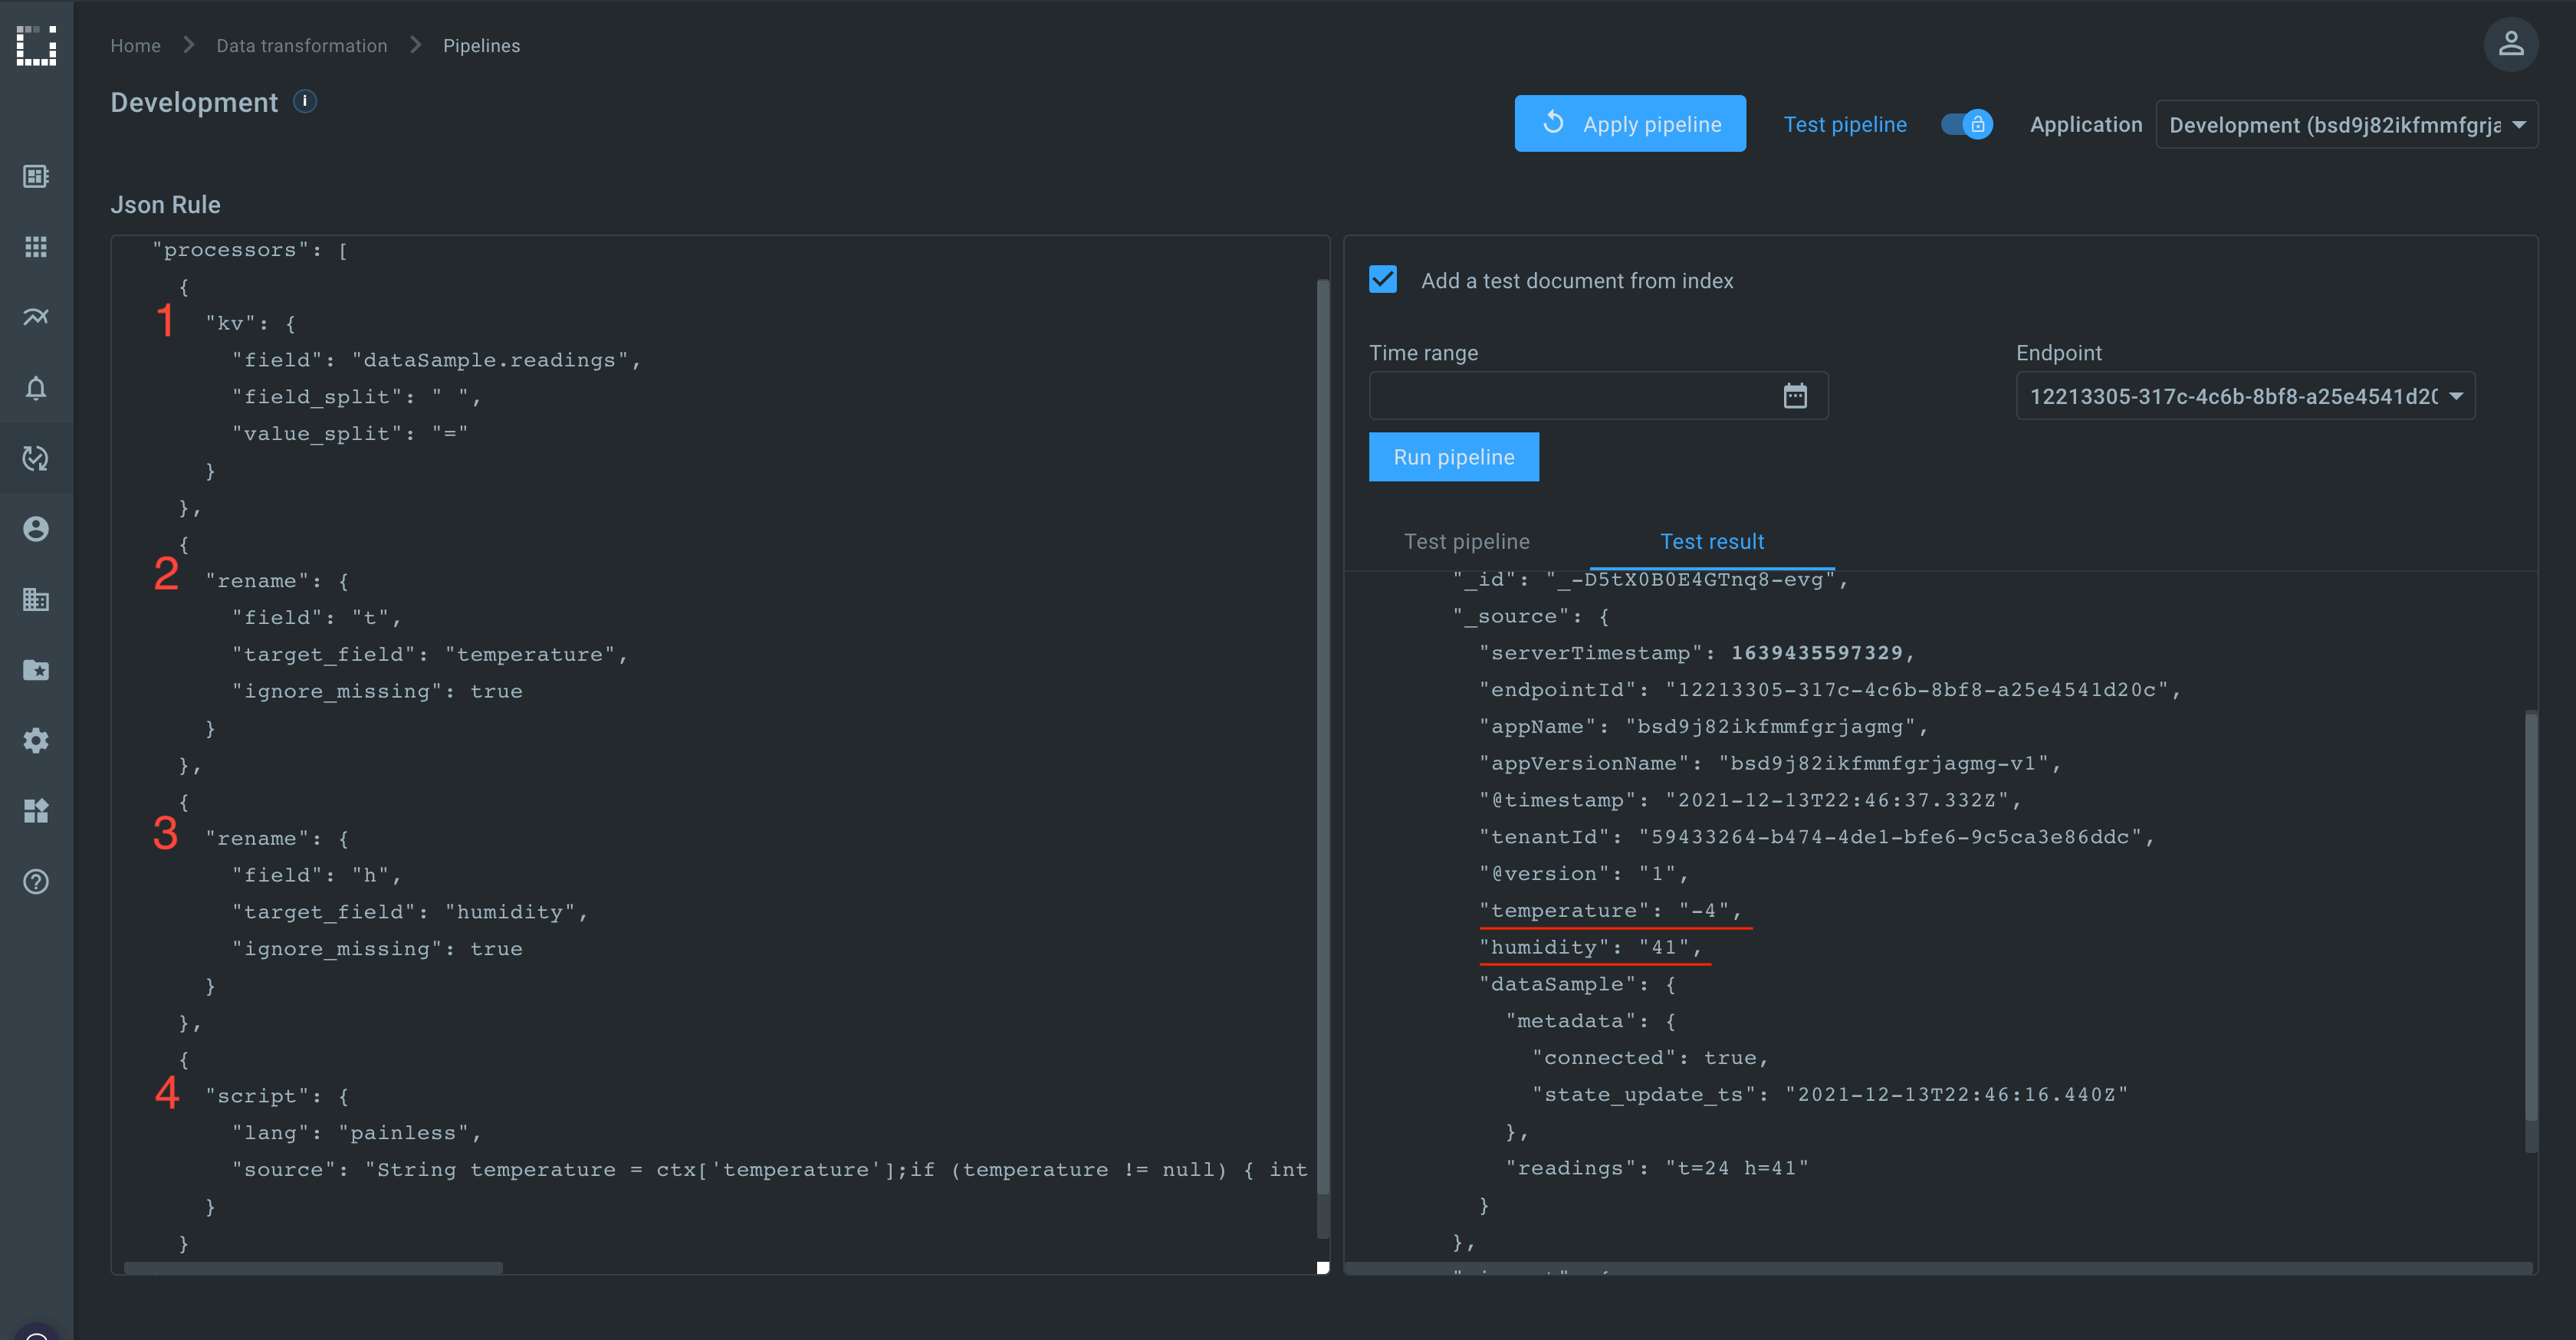 Home
Data transformation
Pipelines
Development
Apply pipeline
Test pipeline
Application
Development (bsd9j82ikfmmfgrja
Json Rule
"processors": [
{
1
"kv": {
"field": "dataSample.readings",
"field_split": " ",
"value_split": "="
}
},
{
2
"rename": {
"field": "t",
"target_field": "temperature",
"ignore_missing": true
}
},
{
3
"rename": {
"field": "h",
"target_field": "humidity",
"ignore_missing": true
}
},
{
4
"script": {
"lang": "painless",
"source": "String temperature = ctx['temperature'];if (temperature != null) { int
}
}
Add a test document from index
Time range
Endpoint
12213305-317c-4c6b-8bf8-a25e4541d20
Run pipeline
Test pipeline
Test result
"_id": "_-D5tX0B0E4GTnq8-evg",
"_source": {
"serverTimestamp": 1639435597329,
"endpointId": "12213305-317c-4c6b-8bf8-a25e4541d20c",
"appName": "bsd9j82ikfmmfgrjagmg",
"appVersionName": "bsd9j82ikfmmfgrjagmg-v1",
"@timestamp": "2021-12-13T22:46:37.332Z",
"tenantId": "59433264-b474-4de1-bfe6-9c5ca3e86ddc",
"@version": "1",
"temperature": "-4",
"humidity": "41",
"dataSample": {
"metadata": {
"connected": true,
"state_update_ts": "2021-12-13T22:46:16.440Z"
},
"readings": "t=24 h=41"
}
},